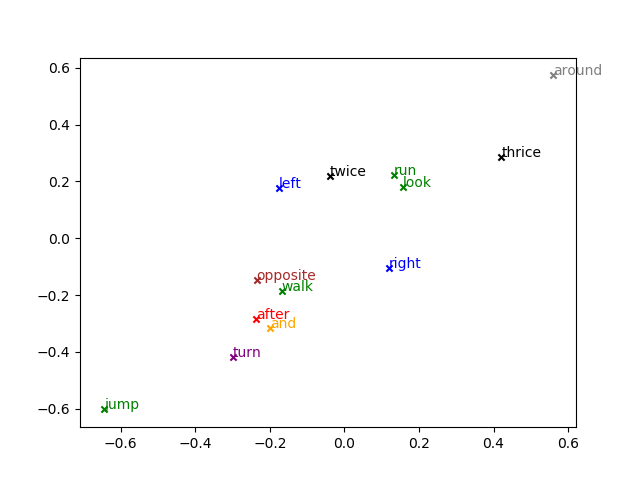 0.6
0.4
0.2
0.0
−0.2
−0.4
−0.6
around
thrice
run
twice
look
left
right
opposite
walk
after
and
turn
jump
−0.6
−0.4
−0.2
0.0
0.2
0.4
0.6